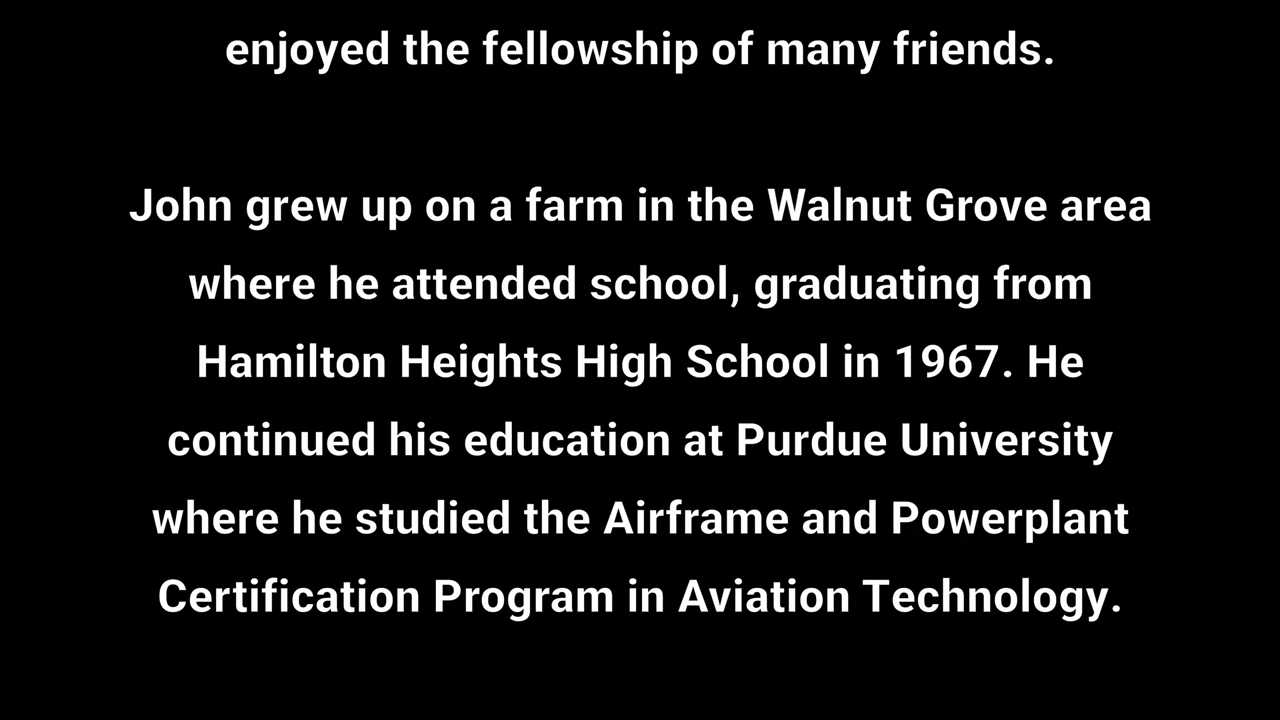 enjoyed the fellowship of many friends.
John grew up on a farm in the Walnut Grove area
where he attended school, graduating from
Hamilton Heights High School in 1967. He
continued his education at Purdue University
where he studied the Airframe and Powerplant
Certification Program in Aviation Technology.